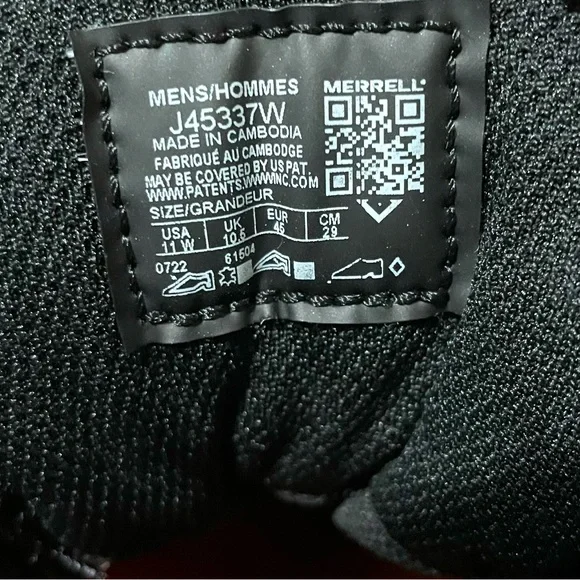 MENS/HOMMES
MERRELL
J45337W
MADE IN CAMBODIA
FABRIQUÉ AU CAMBODGE
MAY BE COVERED BY US PAT.
WWW.PATENTS.WWWINC.COM
SIZE/GRANDEUR
USA UK EUR CM
11 W 10.5 45 29
0722 61504